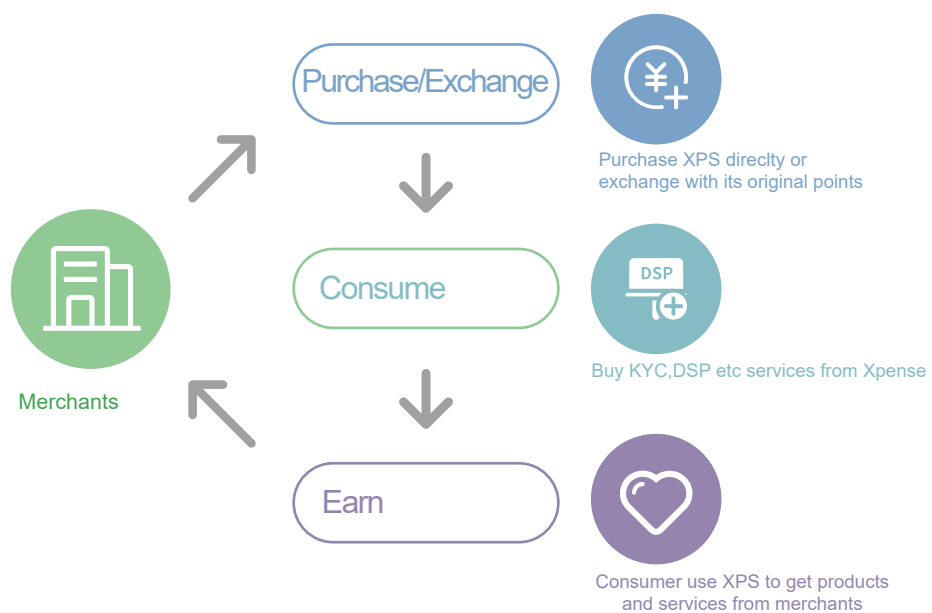 Purchase/Exchange
¥
Purchase XPS direclty or
exchange with its original points
Consume
DSP
Buy KYC,DSP etc services from Xpense
Merchants
Earn
Consumer use XPS to get products
and services from merchants